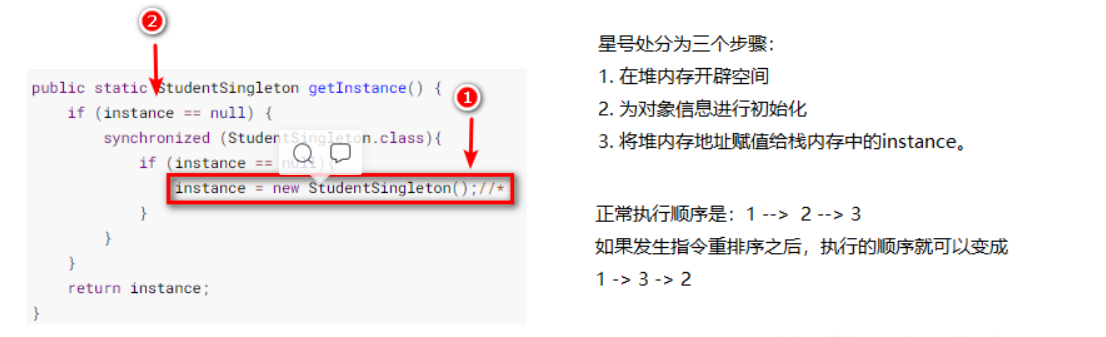 2
1
public static StudentSingleton getInstance() {
if (instance == null) {
synchronized (StudentSingleton.class){
if (instance == null){
instance = new StudentSingleton();//*
}
}
}
return instance;
}
星号处分为三个步骤：
1. 在堆内存开辟空间
2. 为对象信息进行初始化
3. 将堆内存地址赋值给栈内存中的instance。
正常执行顺序是：1 --> 2 --> 3
如果发生指令重排序之后，执行的顺序就可以变成
1 -> 3 -> 2